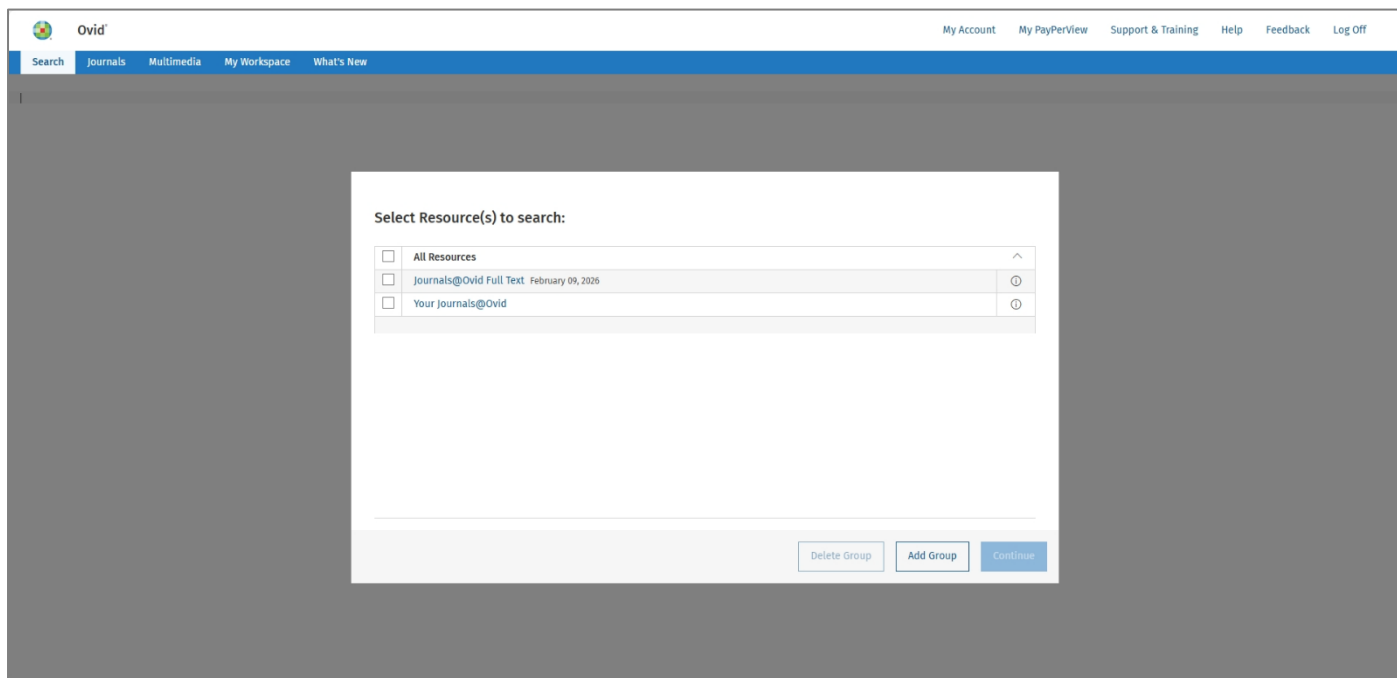 Ovid®
My Account My PayPerView Support & Training Help Feedback Log Off
Search Journals Multimedia My Workspace What's New
Select Resource(s) to search:
All Resources
Journals@Ovid Full Text February 09, 2026
Your Journals@Ovid
Delete Group Add Group Continue